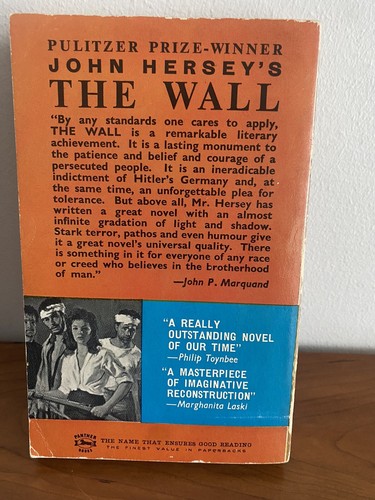 PULITZER PRIZE-WINNER
JOHN HERSEY'S
THE WALL
"By any standards one cares to apply,
THE WALL is a remarkable literary
achievement. It is a lasting monument to
the patience and belief and courage of a
persecuted people. It is an ineradicable
indictment of Hitler's Germany and, at
the same time, an unforgettable plea for
tolerance. But above all, Mr. Hersey has
written a great novel with an almost
infinite gradation of light and shadow.
Stark terror, pathos and even humour give
it a great novel's universal quality. There
is something in it for everyone of any race
or creed who believes in the brotherhood
of man."
—John P. Marquand
"A REALLY
OUTSTANDING NOVEL
OF OUR TIME"
—Philip Toynbee
"A MASTERPIECE
OF IMAGINATIVE
RECONSTRUCTION"
—Marghanita Laski
PANTHER
BOOKS
THE NAME THAT ENSURES GOOD READING
THE FINEST VALUE IN PAPERBACKS